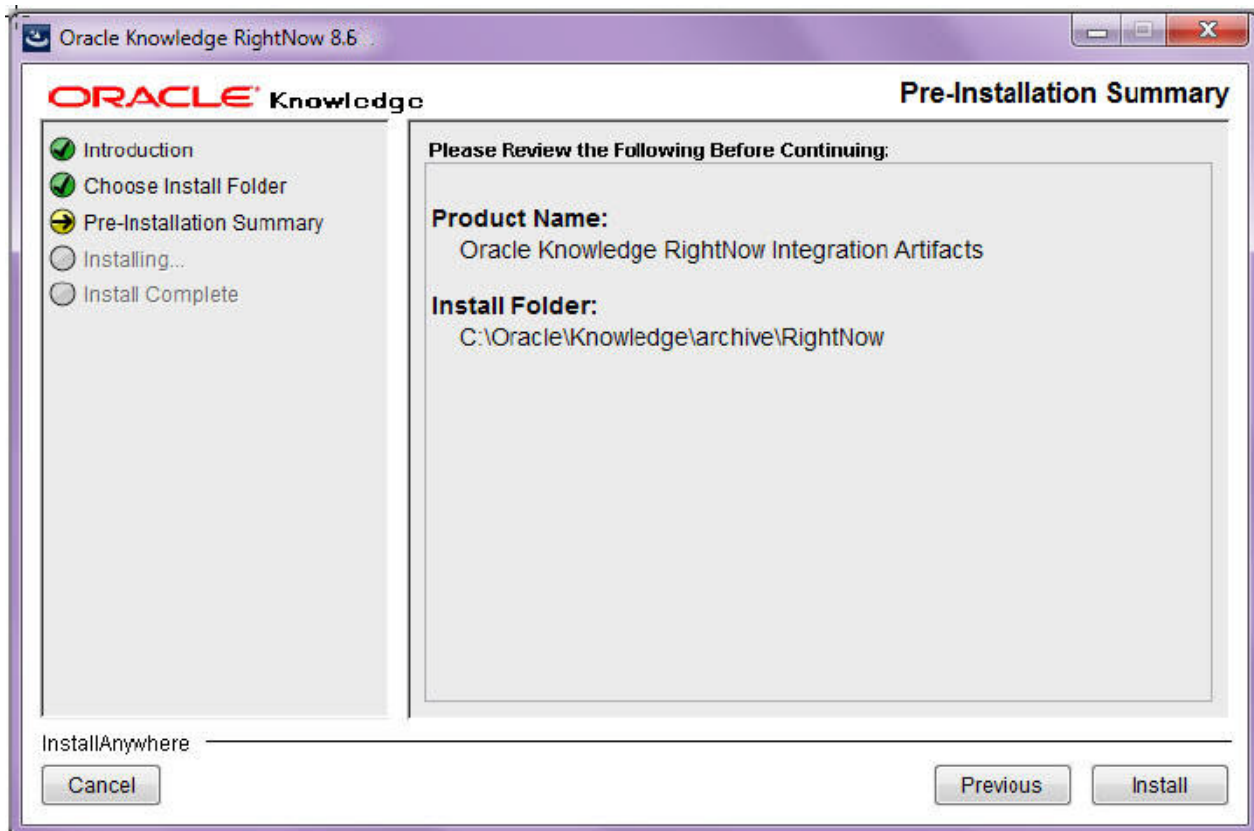 Oracle Knowledge RightNow 8.6
ORACLE Knowledge
Pre-Installation Summary
Introduction
Choose Install Folder
Pre-Installation Summary
Installing...
Install Complete
Please Review the Following Before Continuing:
Product Name:
Oracle Knowledge RightNow Integration Artifacts
Install Folder:
C:\Oracle\Knowledge\archive\RightNow
InstallAnywhere
Cancel
Previous
Install